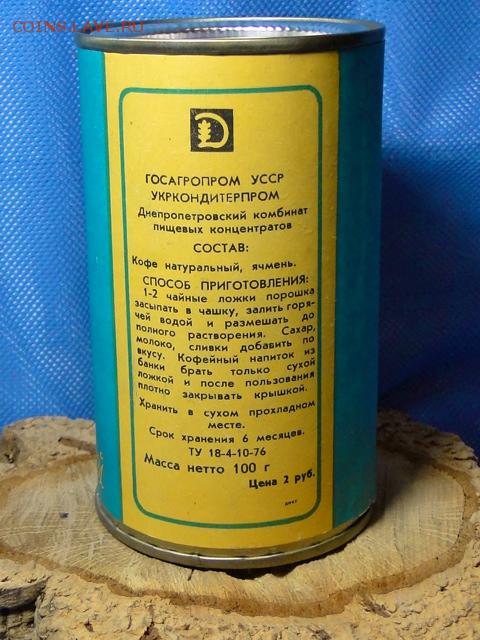 COINS.LAVE.RU
ГОСАГРОПРОМ УССР
УКРКОНДИТЕРПРОМ
Днепропетровский комбинат
пищевых концентратов
СОСТАВ:
Кофе натуральный, ячмень.
СПОСОБ ПРИГОТОВЛЕНИЯ:
1-2 чайные ложки порошка
засыпать в чашку, залить горя-
чей водой и размешать до
полного растворения. Сахар,
молоко, сливки добавить по
вкусу. Кофейный напиток из
банки брать только сухой
ложкой и после пользования
плотно закрывать крышкой.
Хранить в сухом прохладном
месте.
Срок хранения 6 месяцев.
ТУ 18-4-10-76
Масса нетто 100 г
Цена 2 руб.